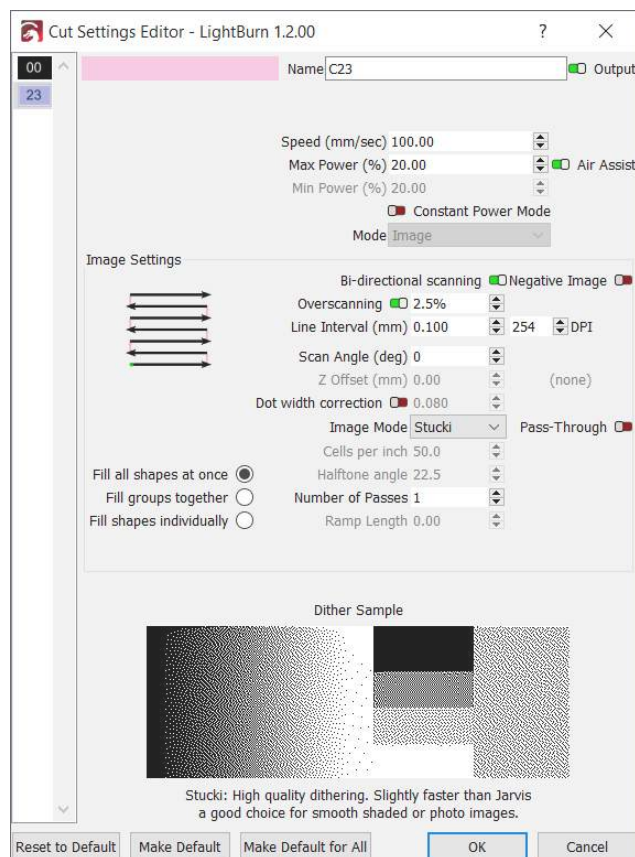 Cut Settings Editor - LightBurn 1.2.00 ?
00
23
Name C23 Output
Speed (mm/sec) 100.00
Max Power (%) 20.00 Air Assist
Min Power (%) 20.00
Constant Power Mode
Mode Image
Image Settings
Bi-directional scanning Negative Image
Overscanning 2.5%
Line Interval (mm) 0.100 254 DPI
Scan Angle (deg) 0
Z Offset (mm) 0.00 (none)
Dot width correction 0.080
Image Mode Stucki Pass-Through
Cells per inch 50.0
Fill all shapes at once Halftone angle 22.5
Fill groups together Number of Passes 1
Fill shapes individually Ramp Length 0.00
Dither Sample
Stucki: High quality dithering. Slightly faster than Jarvis
a good choice for smooth shaded or photo images.
Reset to Default Make Default Make Default for All OK Cancel